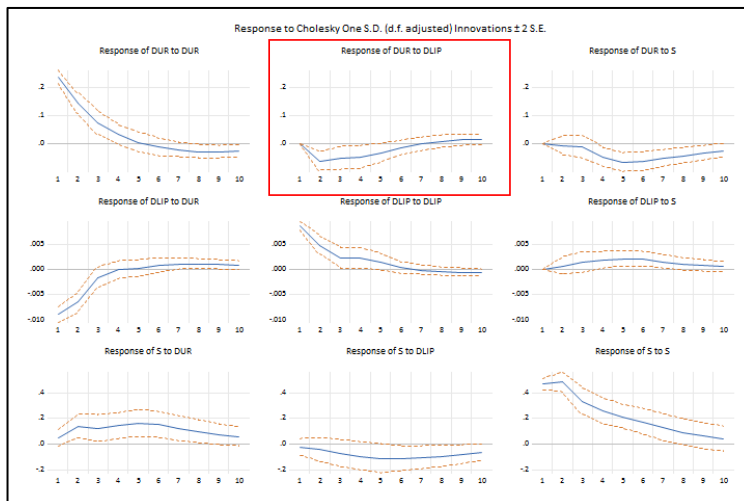 Response to Cholesky One S.D. (d.f. adjusted) Innovations ± 2 S.E.
Response of DUR to DUR
.2
.1
.0
1 2 3 4 5 6 7 8 9 10
Response of DUR to DLIP
.2
.1
.0
1 2 3 4 5 6 7 8 9 10
Response of DUR to S
.2
.1
.0
1 2 3 4 5 6 7 8 9 10
Response of DLIP to DUR
.005
.000
-.005
-.010
1 2 3 4 5 6 7 8 9 10
Response of DLIP to DLIP
.005
.000
-.005
-.010
1 2 3 4 5 6 7 8 9 10
Response of DLIP to S
.005
.000
-.005
-.010
1 2 3 4 5 6 7 8 9 10
Response of S to DUR
.4
.2
.0
-.2
1 2 3 4 5 6 7 8 9 10
Response of S to DLIP
.4
.2
.0
-.2
1 2 3 4 5 6 7 8 9 10
Response of S to S
.4
.2
.0
-.2
1 2 3 4 5 6 7 8 9 10